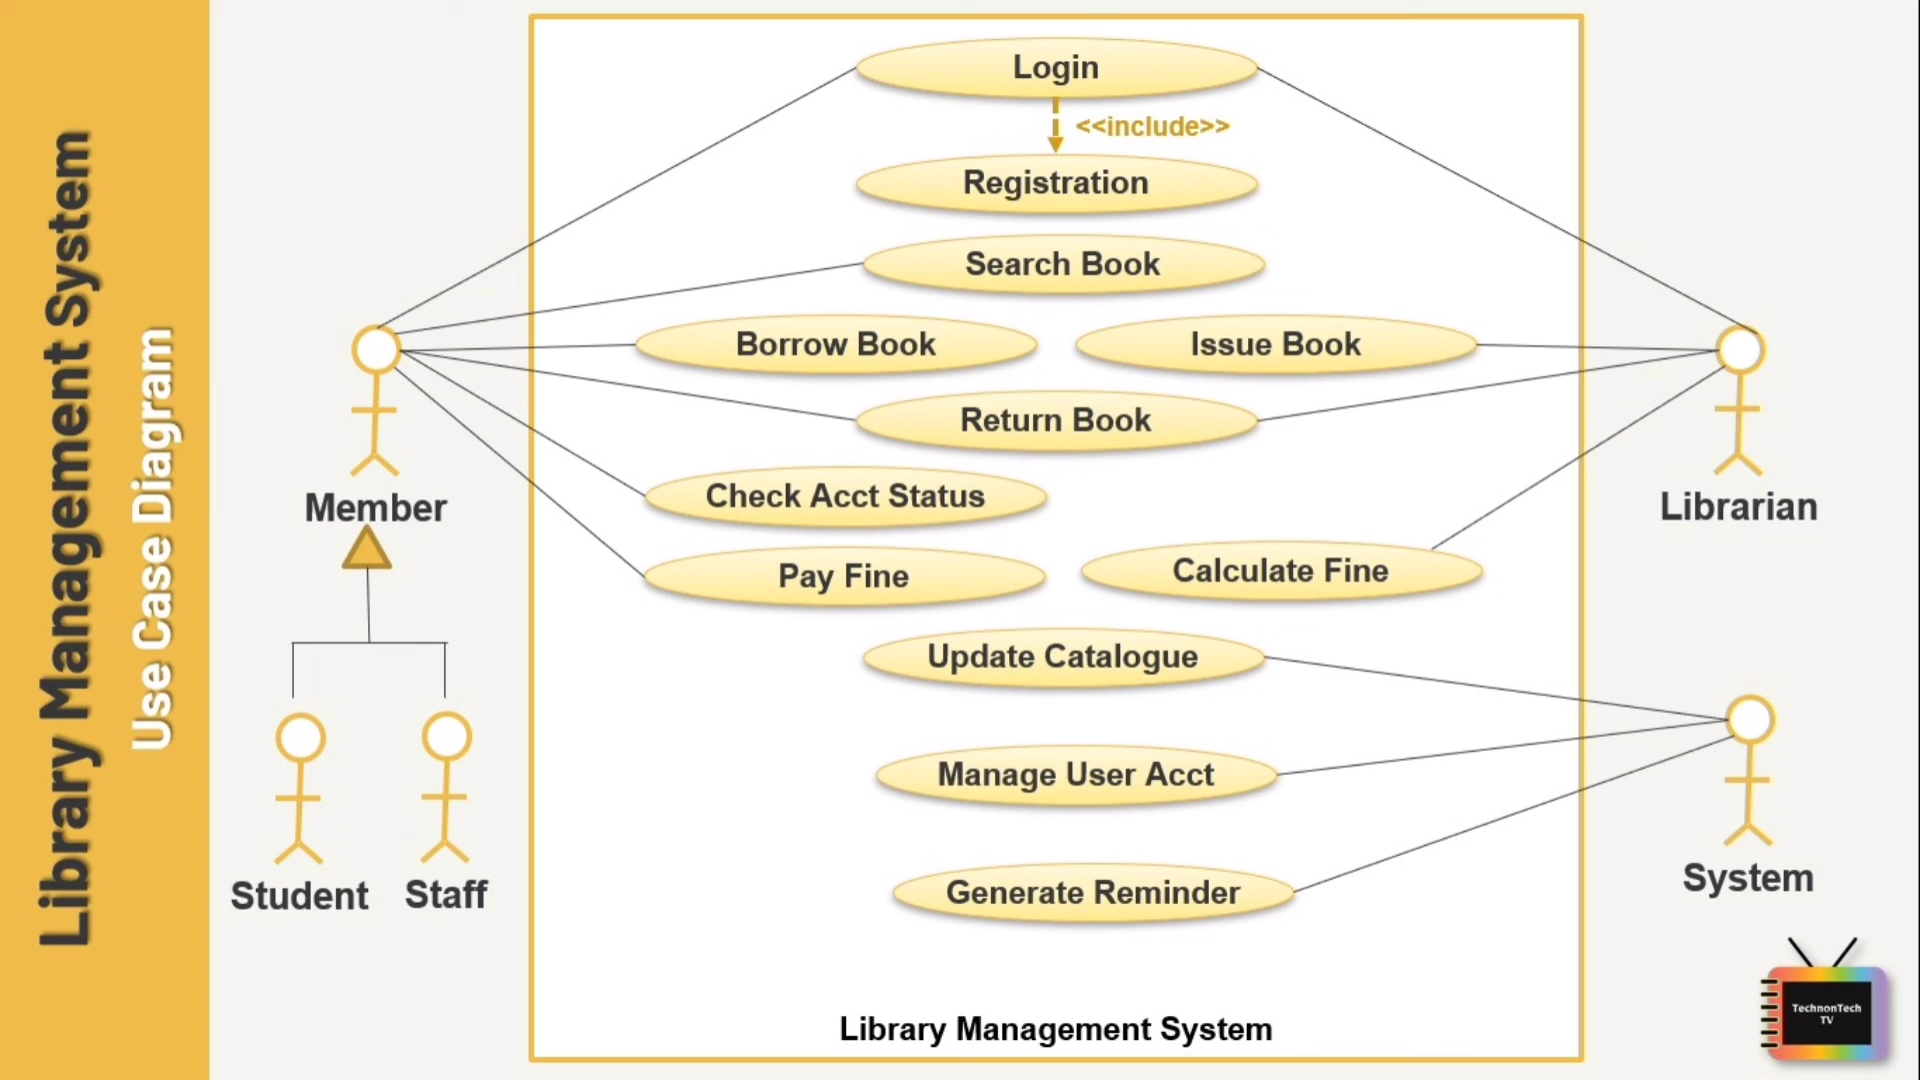 Library Management System
Use Case Diagram
Login
<<include>>
Registration
Search Book
Borrow Book
Issue Book
Return Book
Check Acct Status
Pay Fine
Calculate Fine
Update Catalogue
Manage User Acct
Generate Reminder
Member
Librarian
Student
Staff
System
Library Management System
TechnonTech
TV